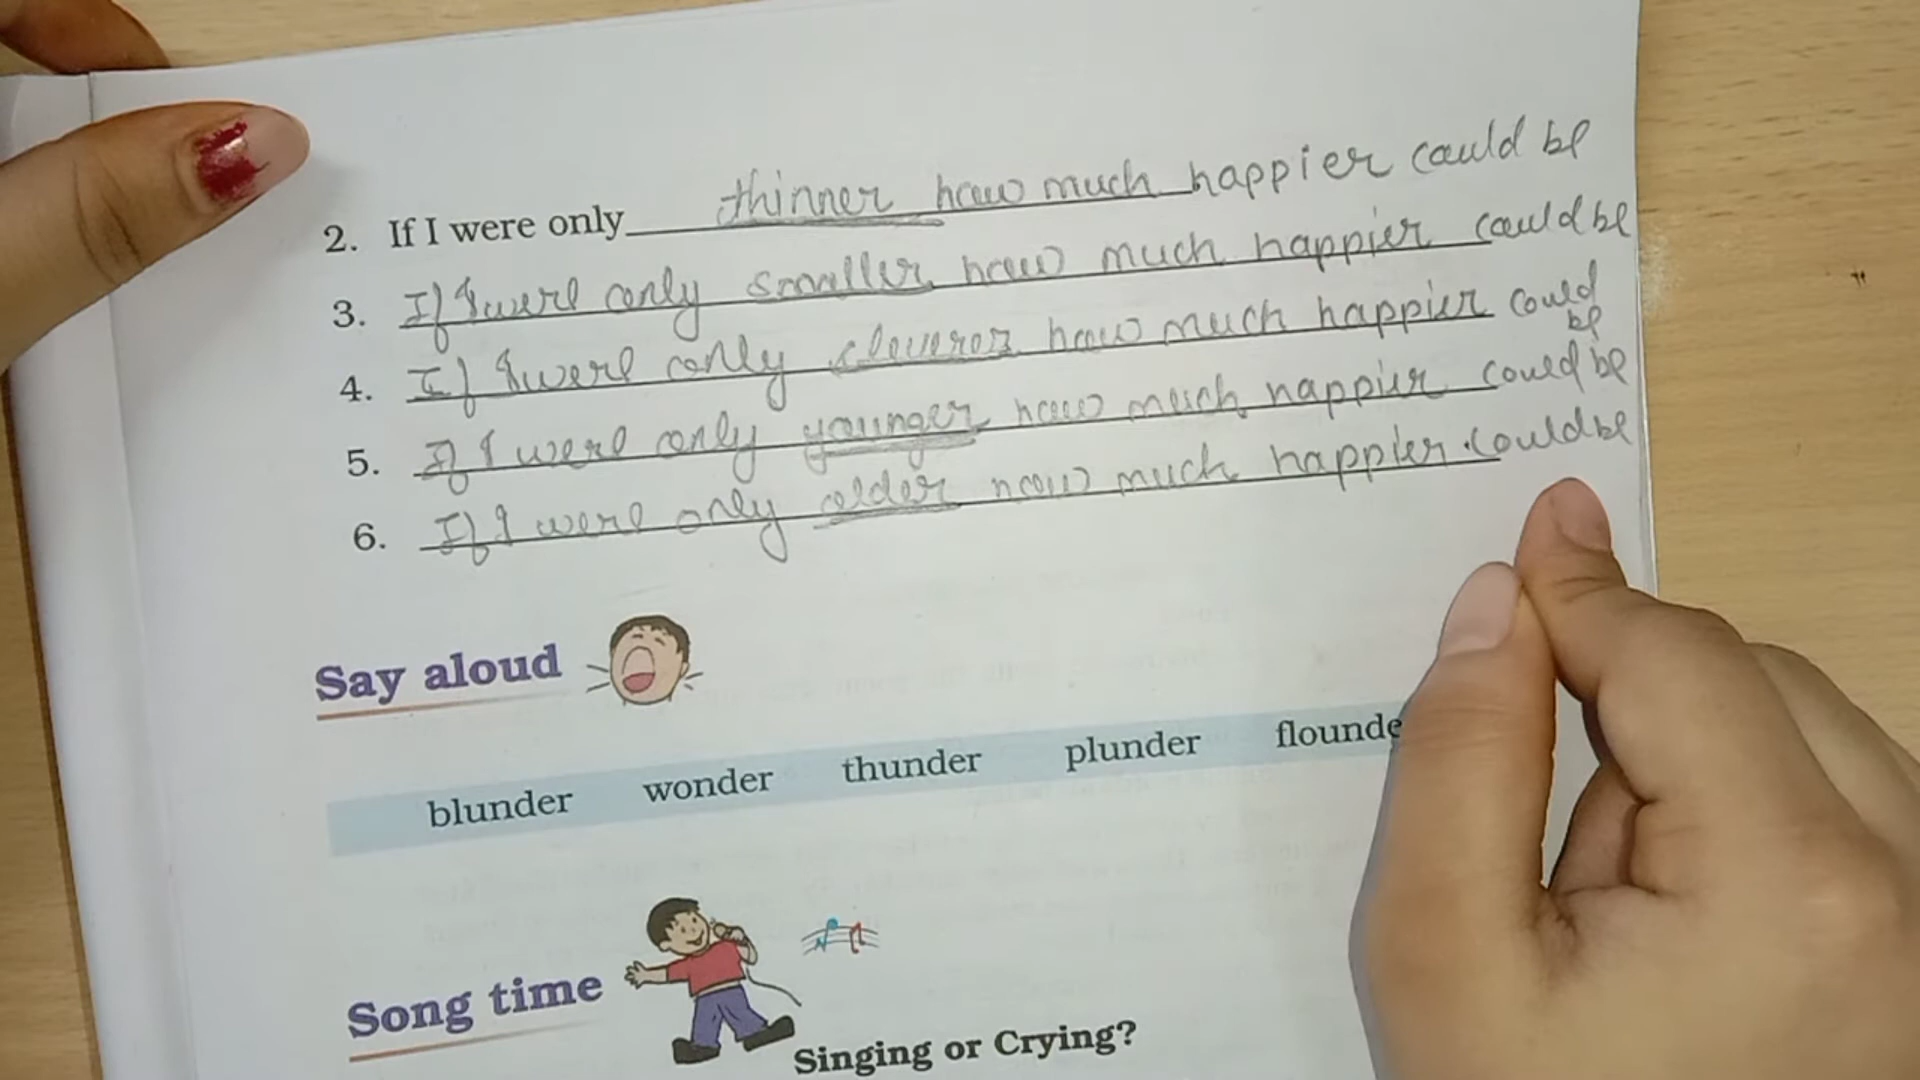 2. If I were only thinner how much happier could be
3. If I were only smaller how much happier could be
4. If I were only cleverer how much happier could be
5. If I were only younger how much happier could be
6. If I were only older how much happier could be
Say aloud
blunder wonder thunder plunder flounde
Song time
Singing or Crying?